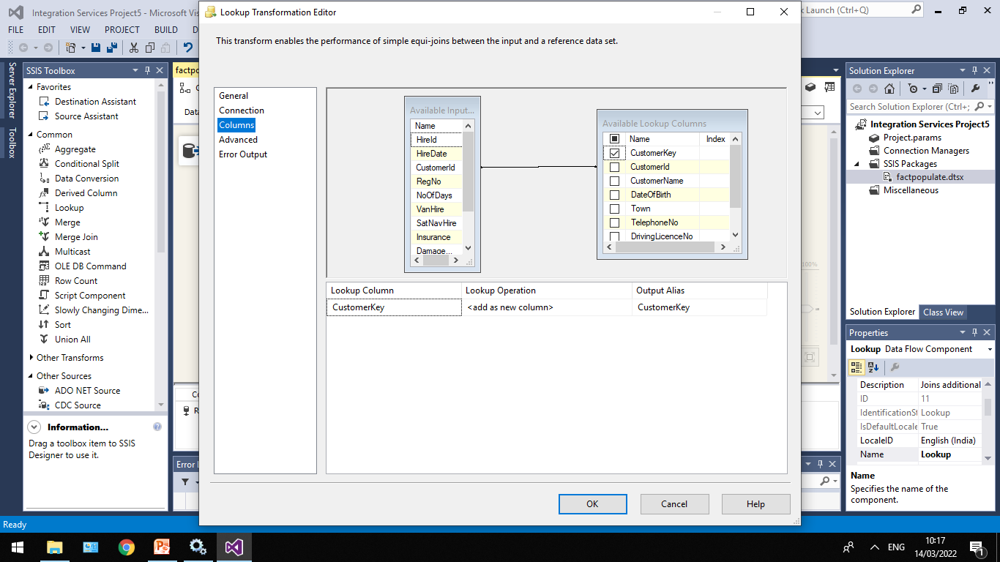 Integration Services Project5 - Microsoft Vis
Lookup Transformation Editor
Launch (Ctrl+Q)
FILE EDIT VIEW PROJECT BUILD
This transform enables the performance of simple equi-joins between the input and a reference data set.
Server Explorer
Toolbox
SSIS Toolbox
Favorites
Destination Assistant
Source Assistant
Common
Aggregate
Conditional Split
Data Conversion
Derived Column
Lookup
Merge
Merge Join
Multicast
OLE DB Command
Row Count
Script Component
Slowly Changing Dime...
Sort
Union All
Other Transforms
Other Sources
ADO NET Source
CDC Source
Information...
Drag a toolbox item to SSIS
Designer to use it.
factpo
Dat
Error
General
Connection
Columns
Advanced
Error Output
Available Input...
Name
HireId
HireDate
CustomerId
RegNo
NoOfDays
VanHire
SatNavHire
Insurance
Damage...
Available Lookup Columns
Name Index
CustomerKey
CustomerId
CustomerName
DateOfBirth
Town
TelephoneNo
DrivingLicenceNo
Lookup Column Lookup Operation Output Alias
CustomerKey <add as new column> CustomerKey
OK Cancel Help
100%
Solution Explorer
Search Solution Explorer (Ctrl+;
Integration Services Project5
Project.params
Connection Managers
SSIS Packages
factpopulate.dtsx
Miscellaneous
Solution Explorer Class View
Properties
Lookup Data Flow Component
Description Joins additional
ID 11
IdentificationSt Lookup
IsDefaultLocale True
LocaleID English (India)
Name Lookup
Name
Specifies the name of the
component.
Ready
ENG
10:17
14/03/2022
1